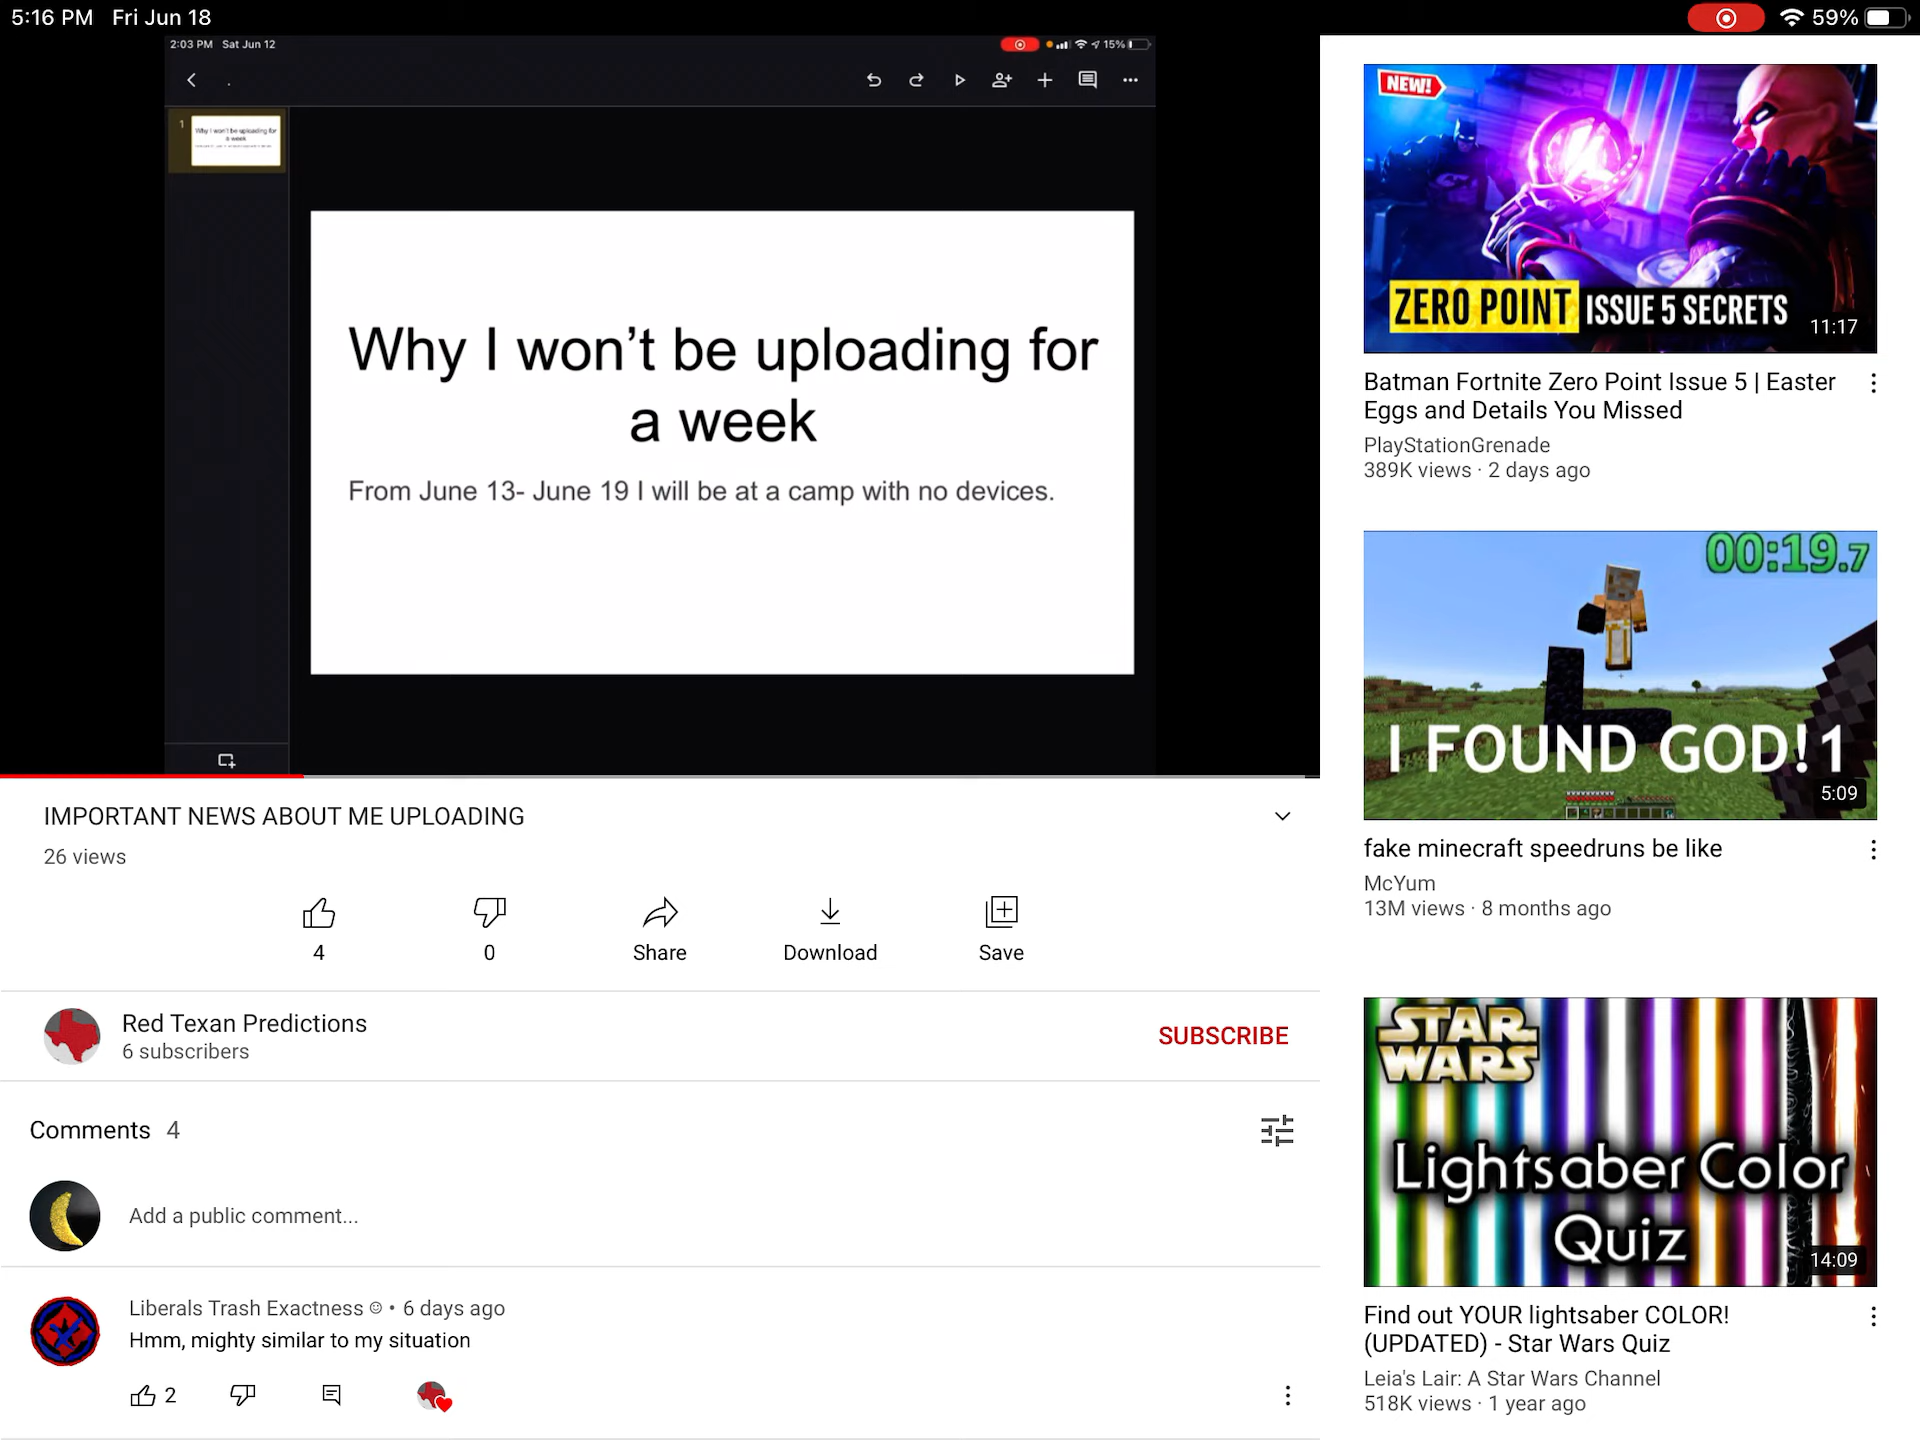 5:16 PM Fri Jun 18
59%
2:03 PM Sat Jun 12
15%
1
Why I won't be uploading for
a week
Why I won’t be uploading for
a week
From June 13- June 19 I will be at a camp with no devices.
IMPORTANT NEWS ABOUT ME UPLOADING
26 views
4
0
Share
Download
Save
Red Texan Predictions
6 subscribers
SUBSCRIBE
Comments 4
Add a public comment...
Liberals Trash Exactness ☺ • 6 days ago
Hmm, mighty similar to my situation
2
NEW!
ZERO POINT ISSUE 5 SECRETS
11:17
Batman Fortnite Zero Point Issue 5 | Easter
Eggs and Details You Missed
PlayStationGrenade
389K views · 2 days ago
00:19.7
I FOUND GOD!1
5:09
fake minecraft speedruns be like
McYum
13M views · 8 months ago
STAR
WARS
Lightsaber Color
Quiz
14:09
Find out YOUR lightsaber COLOR!
(UPDATED) - Star Wars Quiz
Leia's Lair: A Star Wars Channel
518K views · 1 year ago